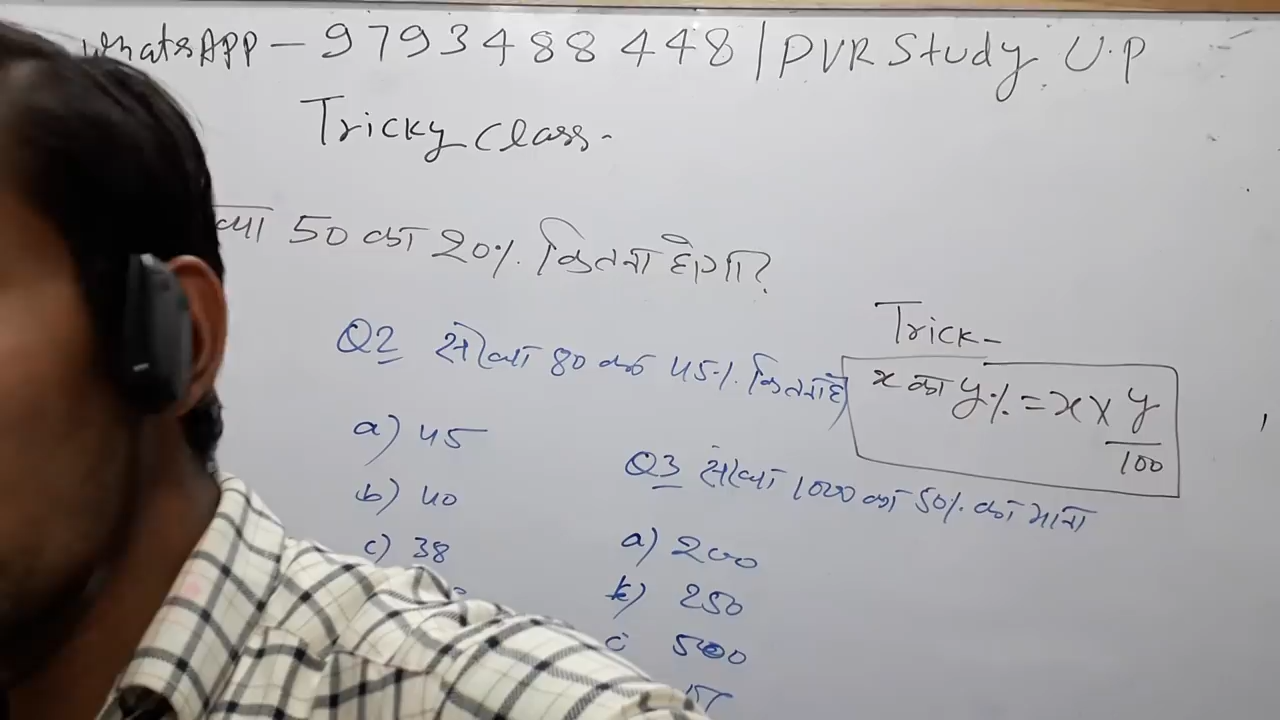 WhatsAPP - 9793488448 | PVR Study U.P
Tricky Class -
50 का 20% कितना होगा?
Trick -
x का y% = x × y/100
Q2 संख्या 80 का 45% कितना है
a) 45
b) 40
c) 38
Q3 संख्या 1000 का 50% का मान
a) 200
b) 250
c 500